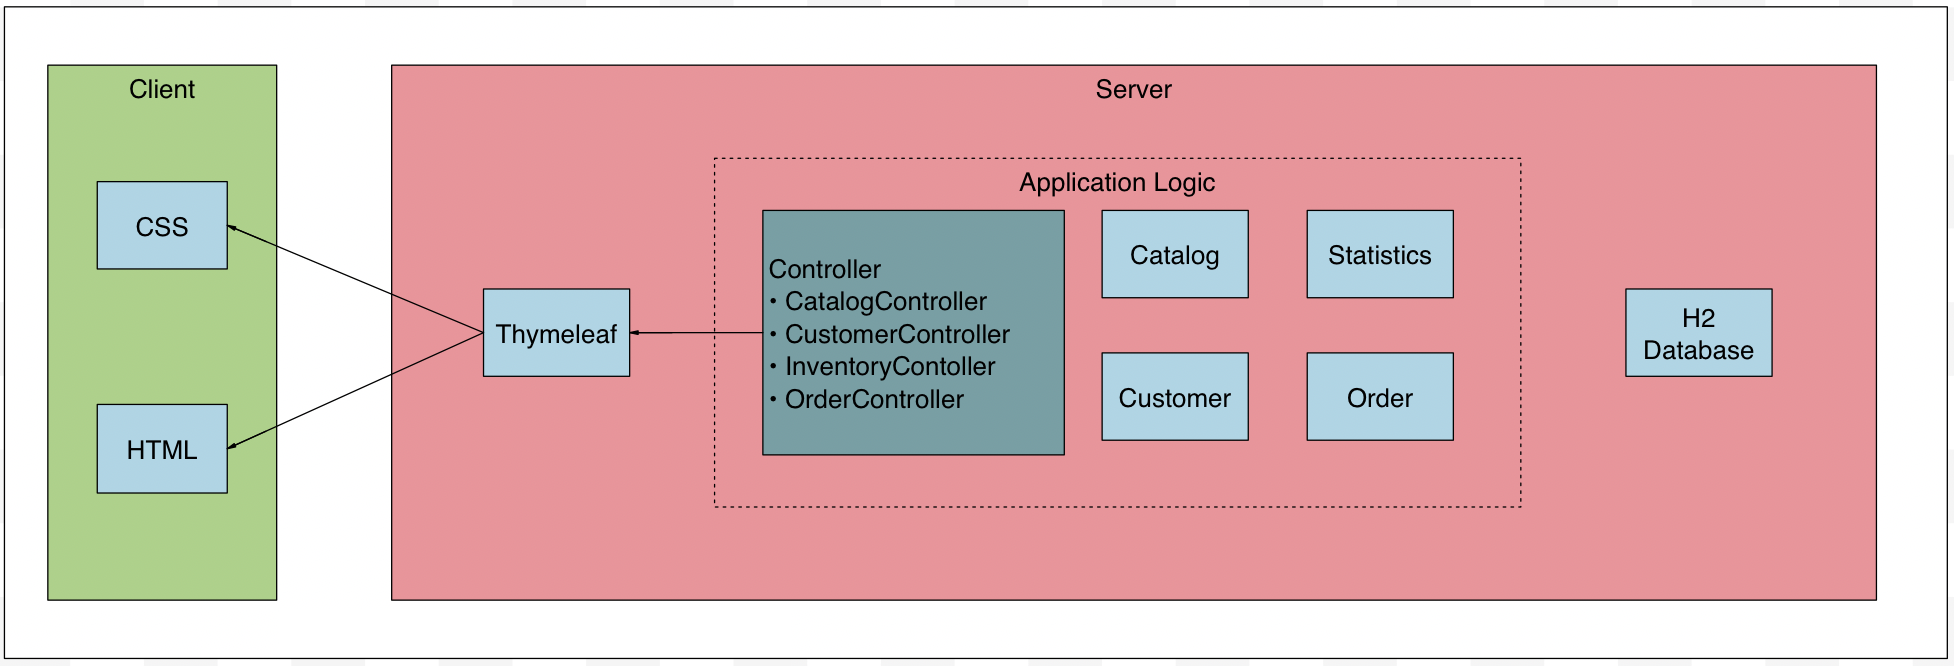 Client
CSS
HTML
Server
Thymeleaf
Application Logic
Controller
• CatalogController
• CustomerController
• InventoryContoller
• OrderController
Catalog
Statistics
Customer
Order
H2
Database